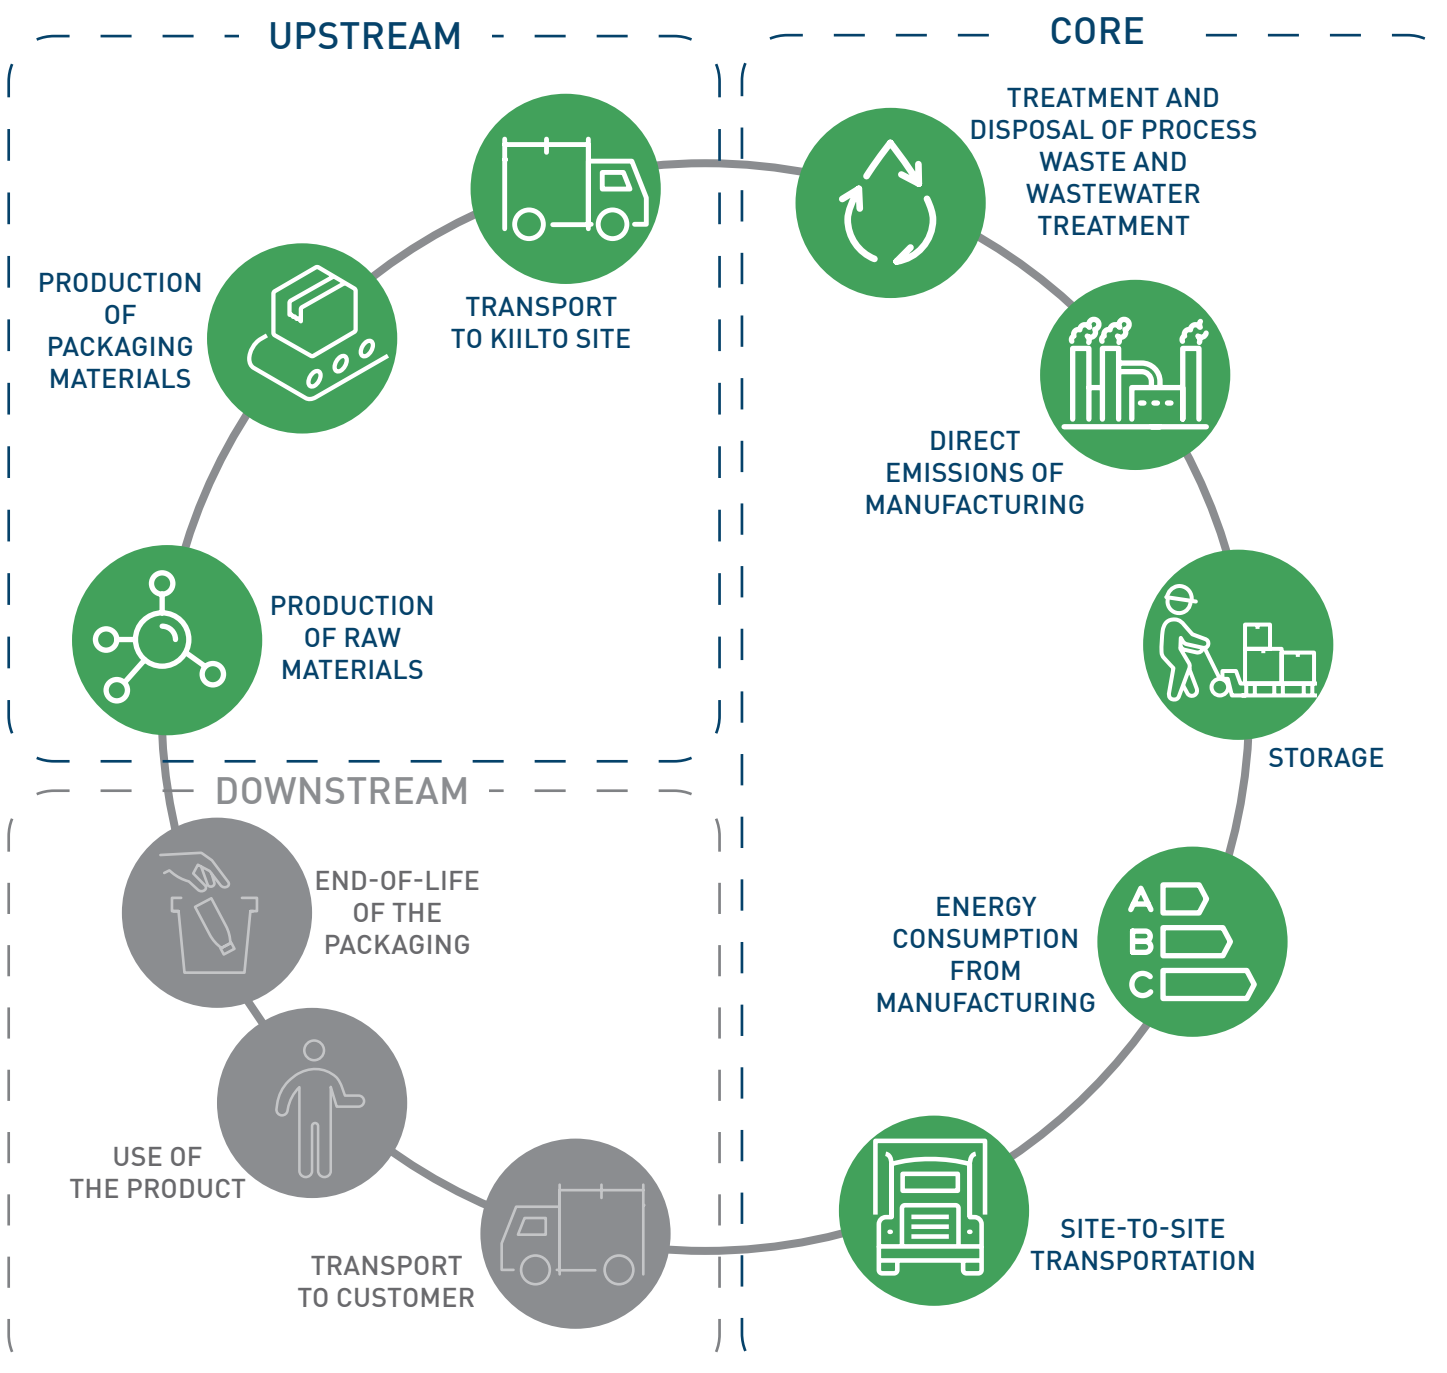 UPSTREAM
TRANSPORT
TO KIILTO SITE
PRODUCTION
OF
PACKAGING
MATERIALS
PRODUCTION
OF RAW
MATERIALS
CORE
TREATMENT AND
DISPOSAL OF PROCESS
WASTE AND
WASTEWATER
TREATMENT
DIRECT
EMISSIONS OF
MANUFACTURING
STORAGE
ENERGY
CONSUMPTION
FROM
MANUFACTURING
A
B
C
SITE-TO-SITE
TRANSPORTATION
DOWNSTREAM
END-OF-LIFE
OF THE
PACKAGING
USE OF
THE PRODUCT
TRANSPORT
TO CUSTOMER